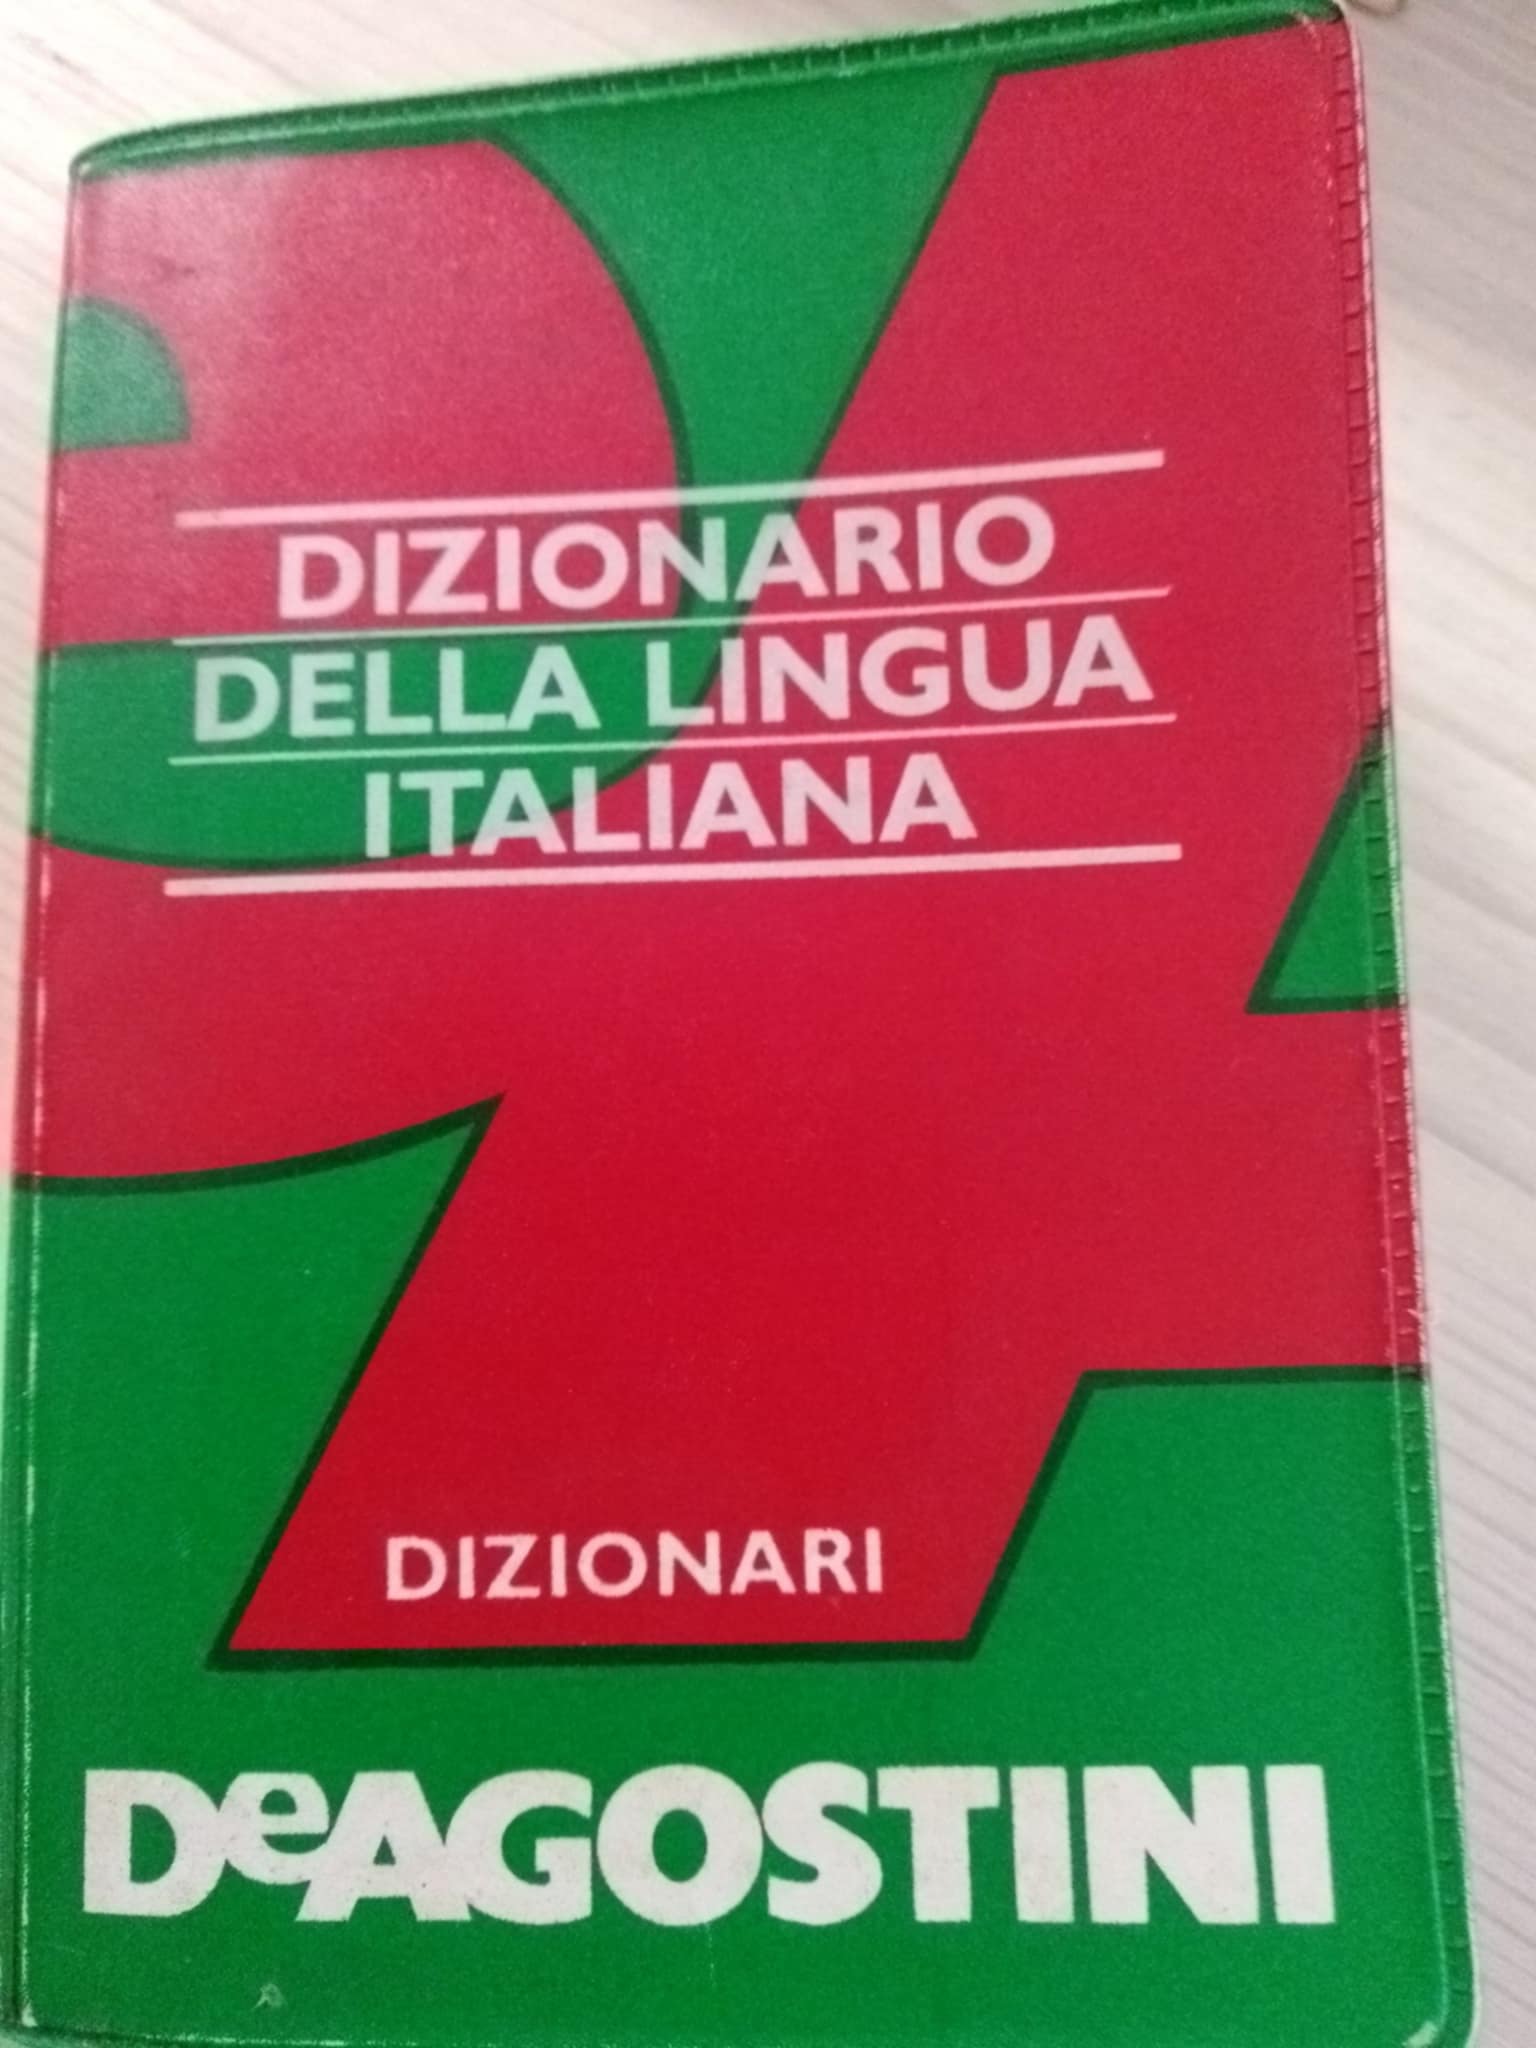 DIZIONARIO
DELLA LINGUA
ITALIANA
DIZIONARI
DeAGOSTINI